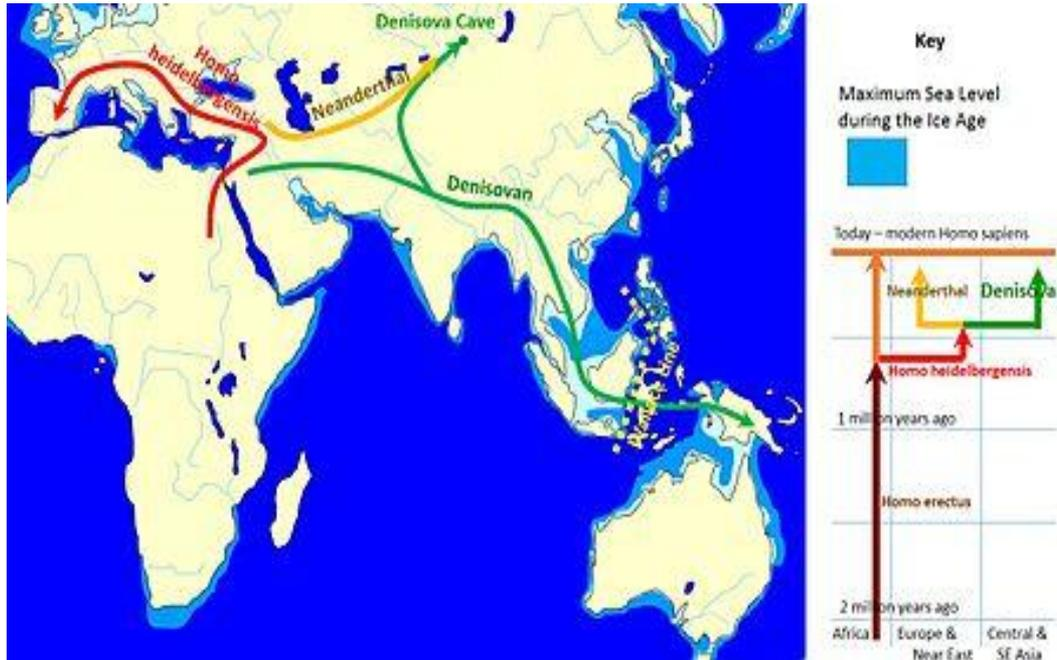 Denisova Cave
Homo
heidelbergensis
Neanderthal
Denisovan
Key
Maximum Sea Level
during the Ice Age
Today – modern Homo sapiens
Neanderthal
Denisova
Homo heidelbergensis
1 million years ago
Homo erectus
2 million years ago
Africa
Europe &
Near East
Central &
SE Asia